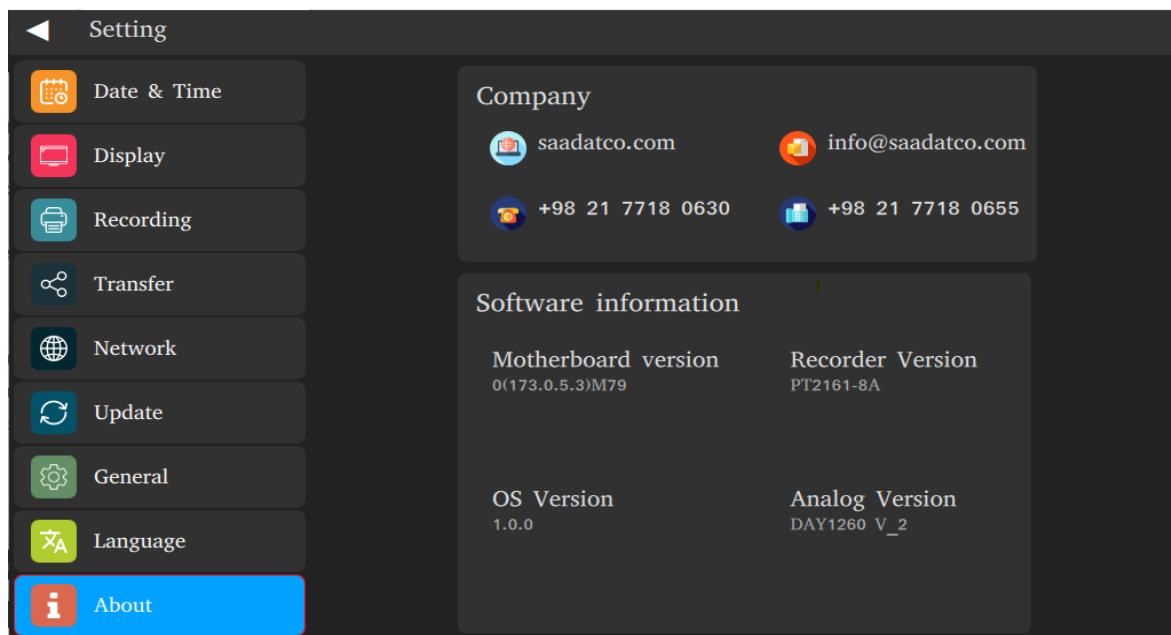 Setting
Date & Time
Display
Recording
Transfer
Network
Update
General
Language
About
Company
saadatco.com
info@saadatco.com
+98 21 7718 0630
+98 21 7718 0655
Software information
Motherboard version
0(173.0.5.3)M79
Recorder Version
PT2161-8A
OS Version
1.0.0
Analog Version
DAY1260 V_2